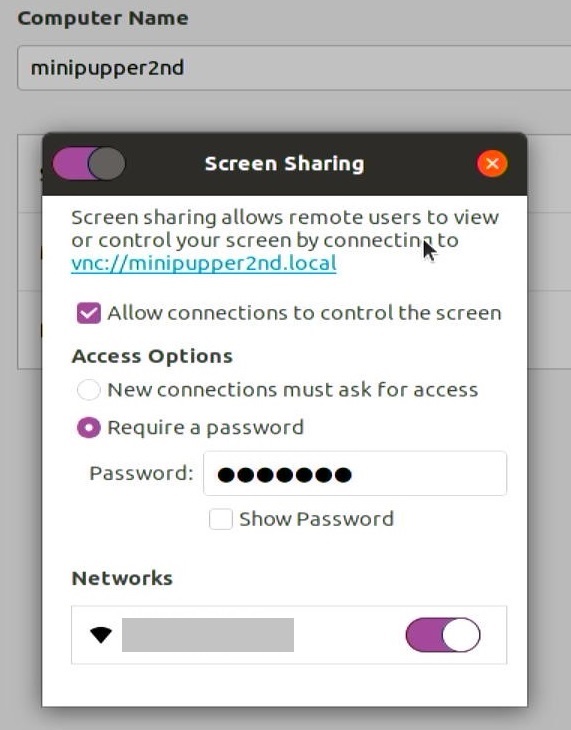 Computer Name
minipupper2nd
Screen Sharing
Screen sharing allows remote users to view
or control your screen by connecting to
vnc://minipupper2nd.local
Allow connections to control the screen
Access Options
New connections must ask for access
Require a password
Password: ●●●●●●●
Show Password
Networks